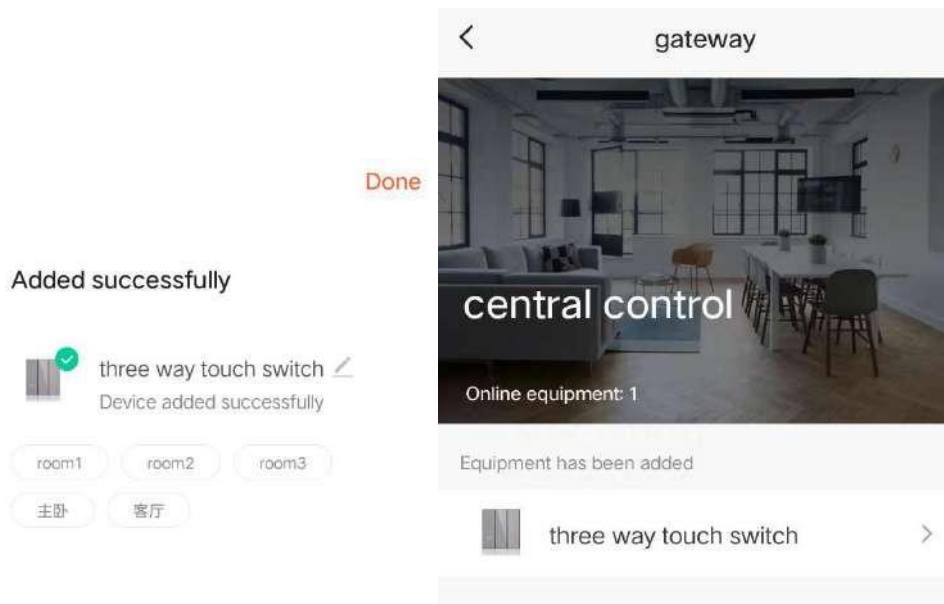 Done
Added successfully
three way touch switch
Device added successfully
room1 room2 room3
主卧 客厅
gateway
central control
Online equipment: 1
Equipment has been added
three way touch switch